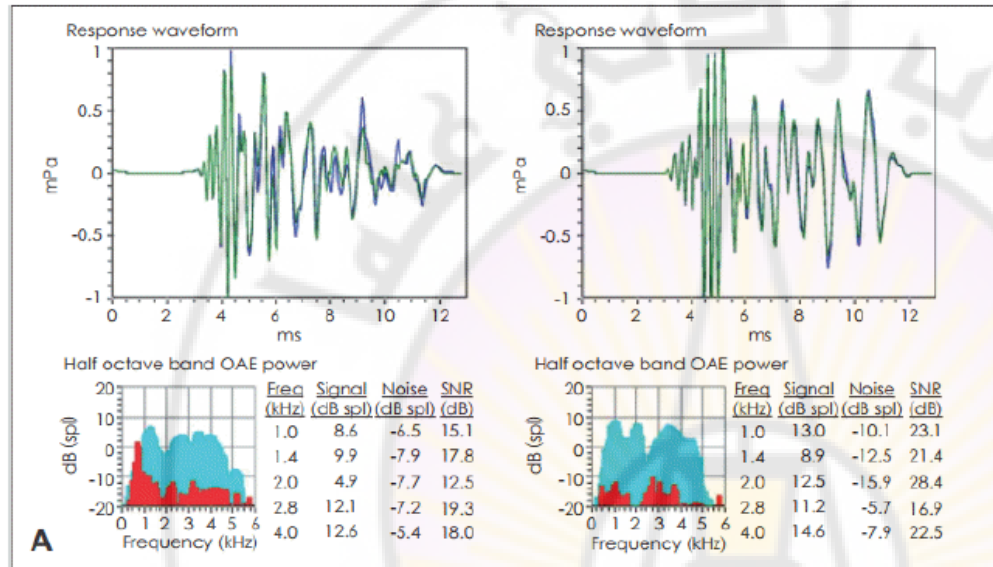 Response waveform
1
0.5
0
-0.5
-1
mPa
0 2 4 6 8 10 12
ms
Half octave band OAE power
20
10
0
-10
-20
dB (spl)
0 1 2 3 4 5 6
Frequency (kHz)
Freq Signal Noise SNR
(kHz) (dB spl) (dB spl) (dB)
1.0 8.6 -6.5 15.1
1.4 9.9 -7.9 17.8
2.0 4.9 -7.7 12.5
2.8 12.1 -7.2 19.3
4.0 12.6 -5.4 18.0
A
Response waveform
1
0.5
0
-0.5
-1
mPa
0 2 4 6 8 10 12
ms
Half octave band OAE power
20
10
0
-10
-20
dB (spl)
0 1 2 3 4 5 6
Frequency (kHz)
Freq Signal Noise SNR
(kHz) (dB spl) (dB spl) (dB)
1.0 13.0 -10.1 23.1
1.4 8.9 -12.5 21.4
2.0 12.5 -15.9 28.4
2.8 11.2 -5.7 16.9
4.0 14.6 -7.9 22.5